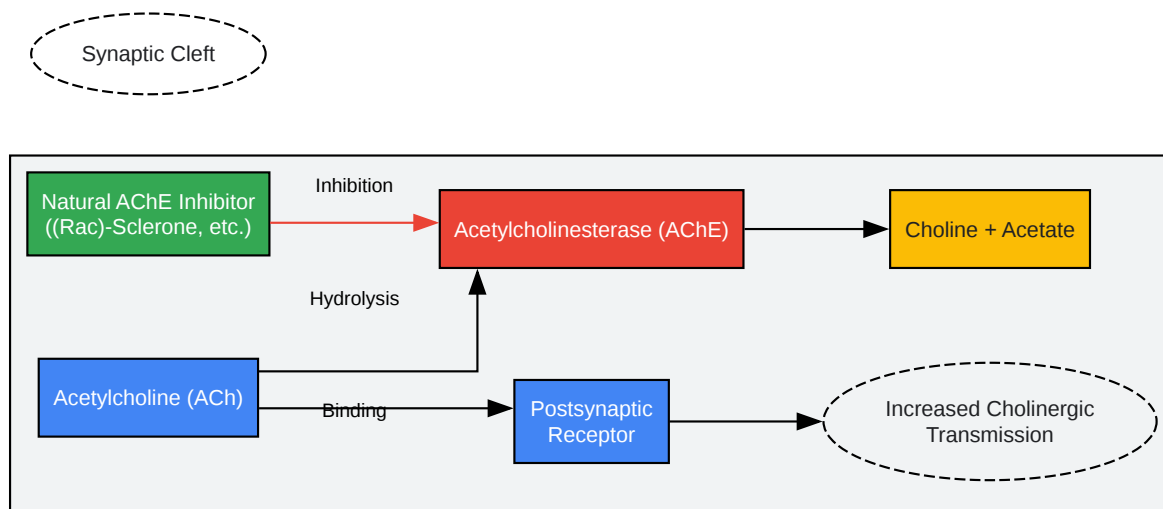 Synaptic Cleft
Natural AChE Inhibitor
((Rac)-Sclerone, etc.)
Inhibition
Acetylcholinesterase (AChE)
Choline + Acetate
Hydrolysis
Acetylcholine (ACh)
Binding
Postsynaptic
Receptor
Increased Cholinergic
Transmission